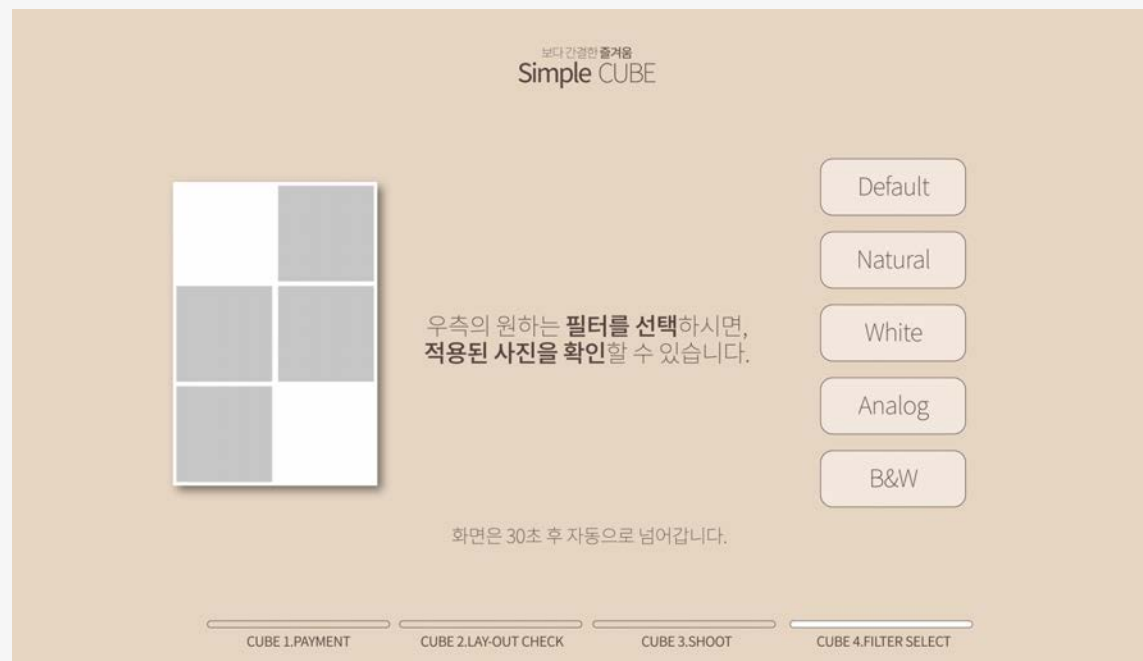 보다 간결한 즐거움
Simple CUBE
Default
Natural
우측의 원하는 필터를 선택하시면,
적용된 사진을 확인할 수 있습니다.
White
Analog
B&W
화면은 30초 후 자동으로 넘어갑니다.
CUBE 1.PAYMENT
CUBE 2.LAY-OUT CHECK
CUBE 3.SHOOT
CUBE 4.FILTER SELECT